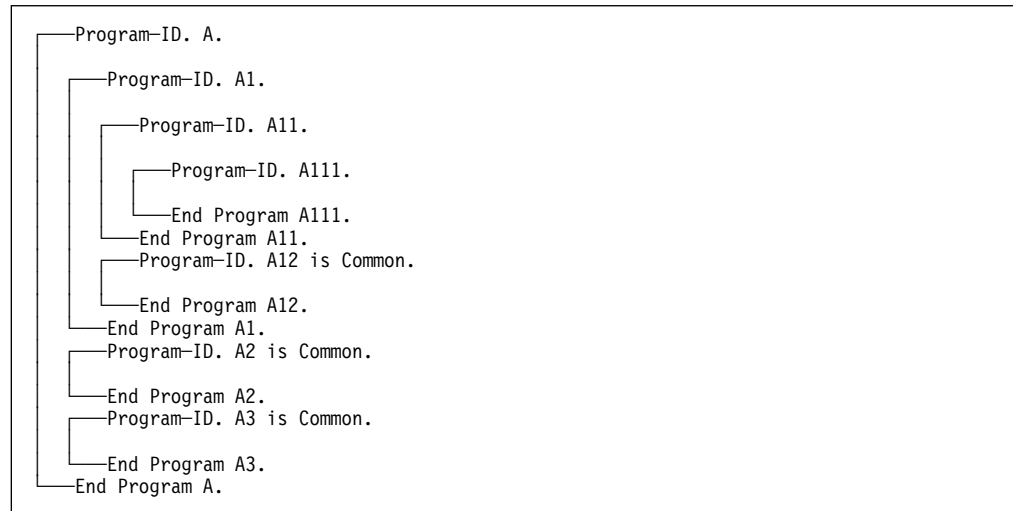 Program-ID. A.
Program-ID. A1.
Program-ID. A11.
Program-ID. A111.
End Program A111.
End Program A11.
Program-ID. A12 is Common.
End Program A12.
End Program A1.
Program-ID. A2 is Common.
End Program A2.
Program-ID. A3 is Common.
End Program A3.
End Program A.